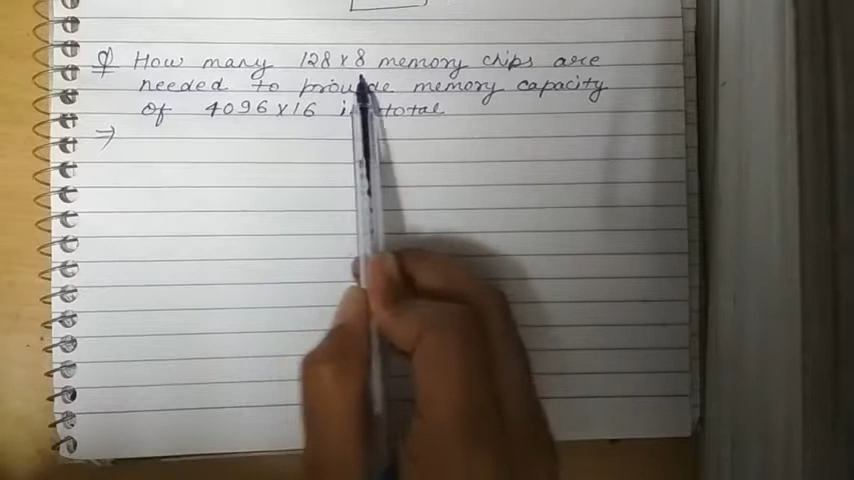 Q How many 128 x 8 memory chips are
needed to provide memory capacity
of 4096 x 16 in total
⇒